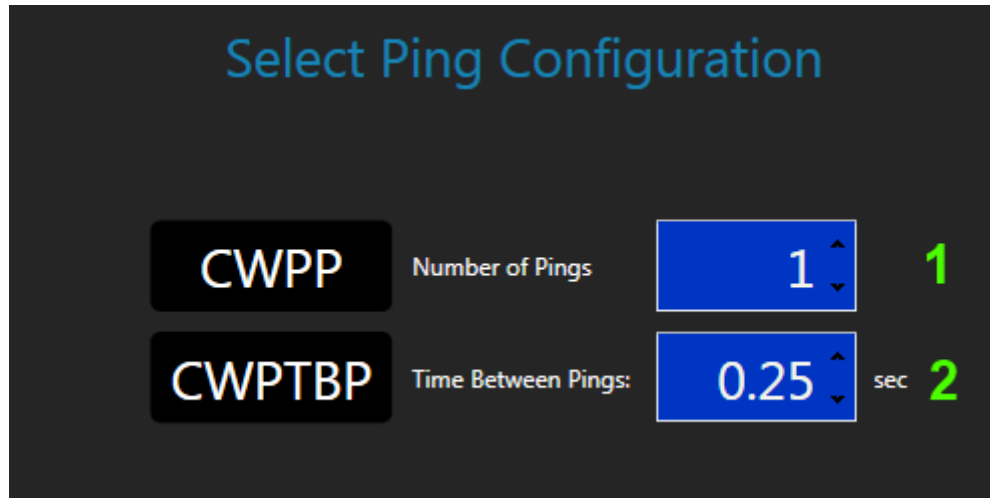 Select Ping Configuration
CWPP Number of Pings 1 1
CWPTBP Time Between Pings: 0.25 sec 2